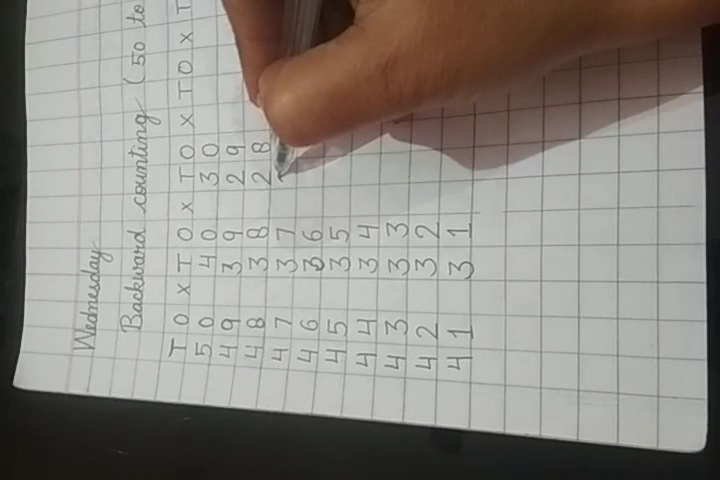 Wednesday
Backward counting (50 to
T O x T O x T O x T O x T
5 0 4 0 3 0
4 9 3 9 2 9
4 8 3 8 2 8
4 7 3 7
4 6 3 6
4 5 3 5
4 4 3 4
4 3 3 3
4 2 3 2
4 1 3 1